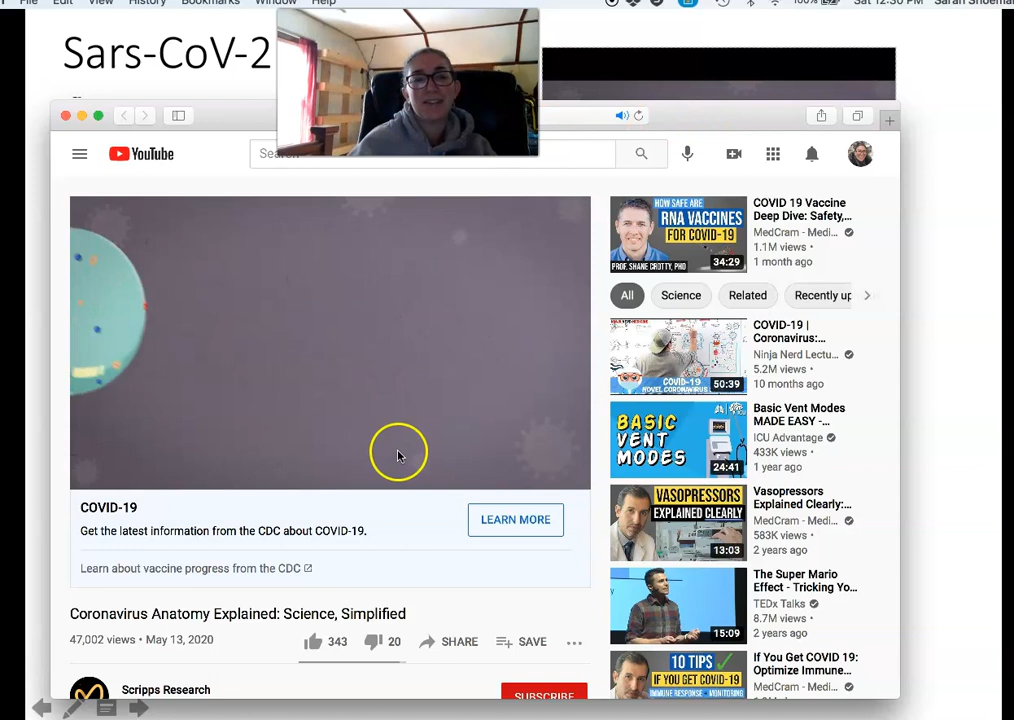 File Edit View History Bookmarks Window Help 100% Sat 12:30 PM
Sars-CoV-2
YouTube
COVID-19
Get the latest information from the CDC about COVID-19.
LEARN MORE
Learn about vaccine progress from the CDC
Coronavirus Anatomy Explained: Science, Simplified
47,002 views • May 13, 2020
343 20 SHARE SAVE
Scripps Research
SUBSCRIBE
HOW SAFE ARE
RNA VACCINES
FOR COVID-19
PROF. SHANE CROTTY, PHD
34:29
COVID 19 Vaccine
Deep Dive: Safety,...
MedCram - Medi...
1.1M views •
1 month ago
All Science Related Recently up
COVID-19
NOVEL CORONAVIRUS
50:39
COVID-19 |
Coronavirus:...
Ninja Nerd Lectu...
5.2M views •
10 months ago
BASIC
VENT
MODES
24:41
Basic Vent Modes
MADE EASY -...
ICU Advantage
433K views •
1 year ago
VASOPRESSORS
EXPLAINED CLEARLY
13:03
Vasopressors
Explained Clearly:...
MedCram - Medi...
583K views •
2 years ago
15:09
The Super Mario
Effect - Tricking Yo...
TEDx Talks
8.7M views •
2 years ago
10 TIPS
IF YOU GET COVID 19
IMMUNE RESPONSE • MONITORING
If You Get COVID 19:
Optimize Immune...
MedCram - Medi...